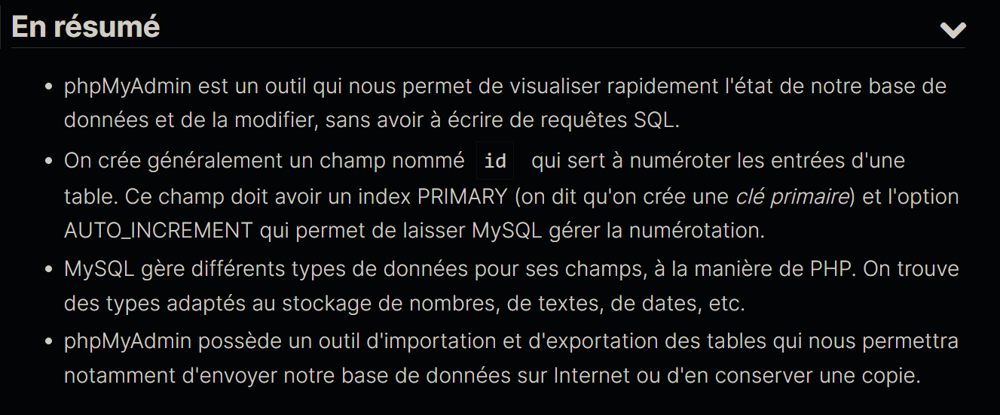 En résumé
• phpMyAdmin est un outil qui nous permet de visualiser rapidement l'état de notre base de
données et de la modifier, sans avoir à écrire de requêtes SQL.
• On crée généralement un champ nommé id qui sert à numéroter les entrées d'une
table. Ce champ doit avoir un index PRIMARY (on dit qu'on crée une clé primaire) et l'option
AUTO_INCREMENT qui permet de laisser MySQL gérer la numérotation.
• MySQL gère différents types de données pour ses champs, à la manière de PHP. On trouve
des types adaptés au stockage de nombres, de textes, de dates, etc.
• phpMyAdmin possède un outil d'importation et d'exportation des tables qui nous permettra
notamment d'envoyer notre base de données sur Internet ou d'en conserver une copie.